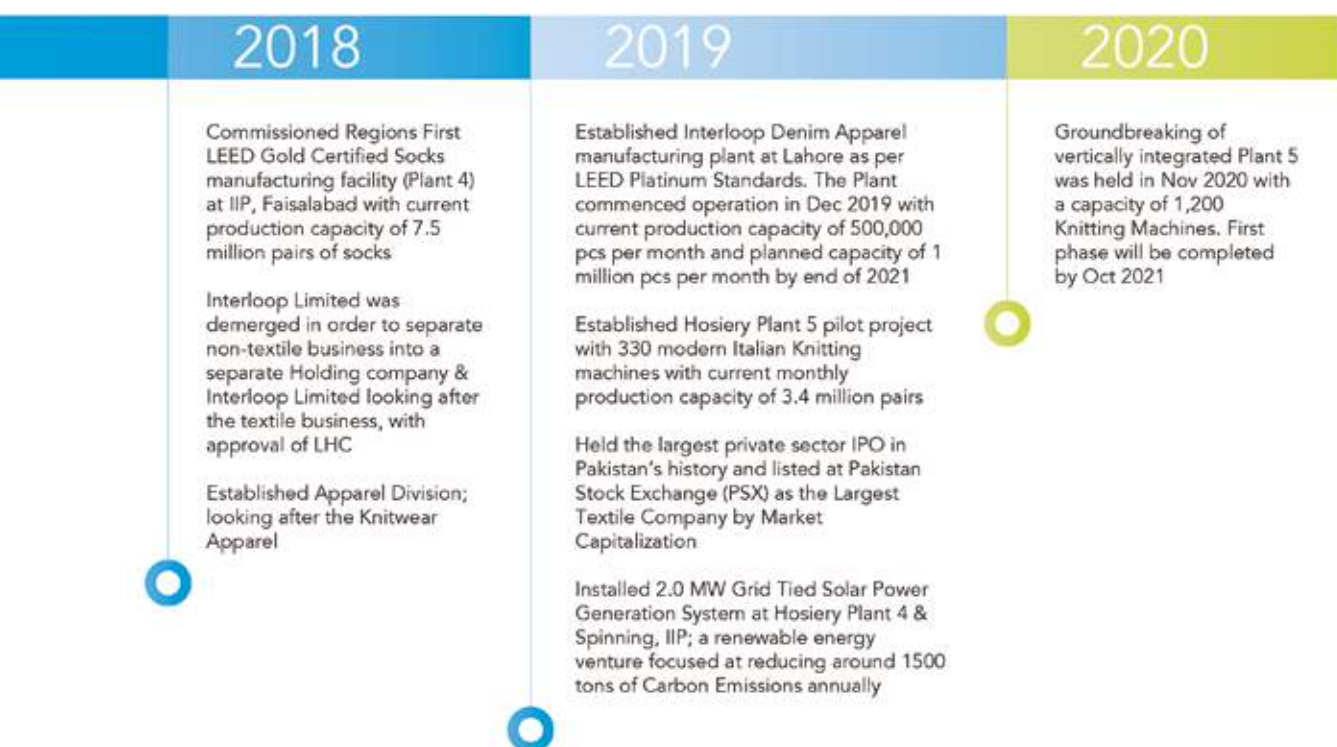 2018
Commissioned Regions First
LEED Gold Certified Socks
manufacturing facility (Plant 4)
at IIP, Faisalabad with current
production capacity of 7.5
million pairs of socks
Interloop Limited was
demerged in order to separate
non-textile business into a
separate Holding company &
Interloop Limited looking after
the textile business, with
approval of LHC
Established Apparel Division;
looking after the Knitwear
Apparel
2019
Established Interloop Denim Apparel
manufacturing plant at Lahore as per
LEED Platinum Standards. The Plant
commenced operation in Dec 2019 with
current production capacity of 500,000
pcs per month and planned capacity of 1
million pcs per month by end of 2021
Established Hosiery Plant 5 pilot project
with 330 modern Italian Knitting
machines with current monthly
production capacity of 3.4 million pairs
Held the largest private sector IPO in
Pakistan's history and listed at Pakistan
Stock Exchange (PSX) as the Largest
Textile Company by Market
Capitalization
Installed 2.0 MW Grid Tied Solar Power
Generation System at Hosiery Plant 4 &
Spinning, IIP; a renewable energy
venture focused at reducing around 1500
tons of Carbon Emissions annually
2020
Groundbreaking of
vertically integrated Plant 5
was held in Nov 2020 with
a capacity of 1,200
Knitting Machines. First
phase will be completed
by Oct 2021